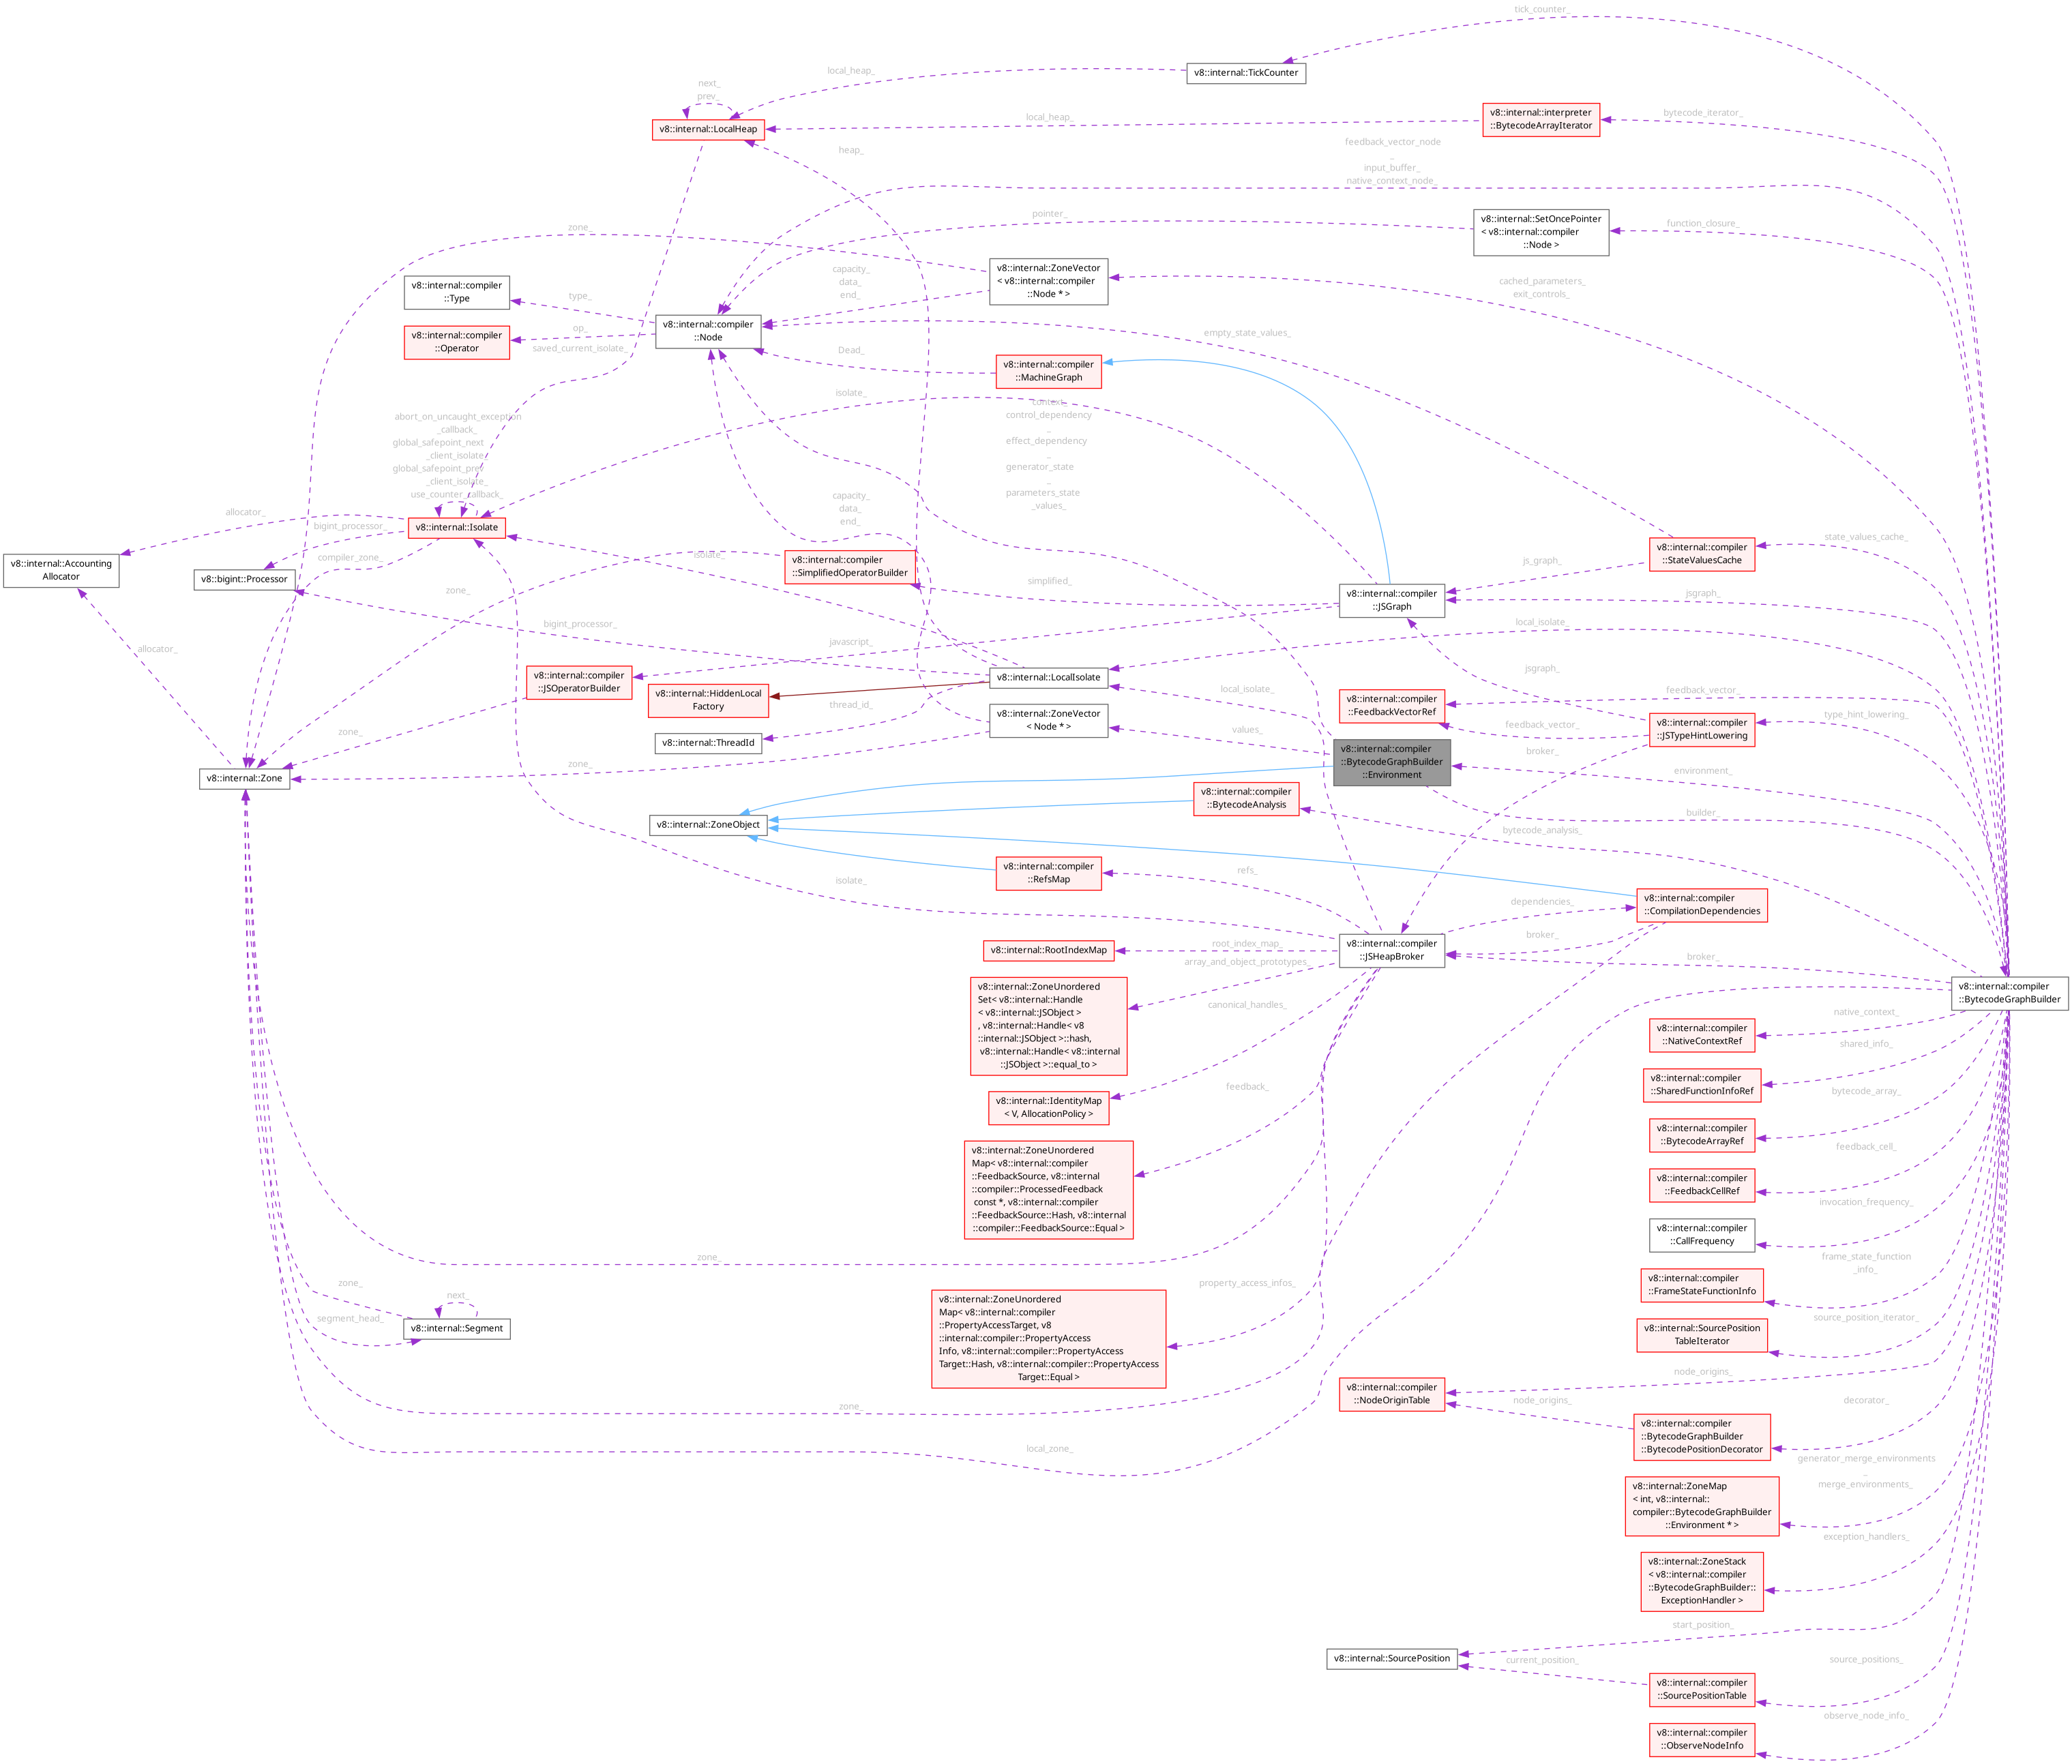 tick_counter_
v8::internal::TickCounter
local_heap_
next_
prev_
v8::internal::LocalHeap
local_heap_
v8::internal::interpreter
::BytecodeArrayIterator
bytecode_iterator_
heap_
feedback_vector_node
_
input_buffer_
native_context_node_
pointer_
v8::internal::SetOncePointer
< v8::internal::compiler
::Node >
function_closure_
zone_
v8::internal::ZoneVector
< v8::internal::compiler
::Node * >
capacity_
data_
end_
cached_parameters_
exit_controls_
v8::internal::compiler
::Type
type_
v8::internal::compiler
::Operator
op_
v8::internal::compiler
::Node
saved_current_isolate_
empty_state_values_
Dead_
v8::internal::compiler
::MachineGraph
isolate_
context_
control_dependency
_
effect_dependency
_
generator_state
_
parameters_state
_values_
abort_on_uncaught_exception
_callback_
global_safepoint_next
_client_isolate_
global_safepoint_prev
_client_isolate_
use_counter_callback_
v8::internal::Isolate
allocator_
bigint_processor_
compiler_zone_
capacity_
data_
end_
v8::internal::Accounting
Allocator
v8::bigint::Processor
isolate_
v8::internal::compiler
::SimplifiedOperatorBuilder
simplified_
v8::internal::compiler
::JSGraph
js_graph_
v8::internal::compiler
::StateValuesCache
state_values_cache_
jsgraph_
zone_
bigint_processor_
javascript_
local_isolate_
allocator_
v8::internal::compiler
::JSOperatorBuilder
v8::internal::HiddenLocal
Factory
v8::internal::LocalIsolate
thread_id_
local_isolate_
jsgraph_
v8::internal::compiler
::FeedbackVectorRef
feedback_vector_
feedback_vector_
v8::internal::compiler
::JSTypeHintLowering
type_hint_lowering_
v8::internal::ThreadId
v8::internal::ZoneVector
< Node * >
values_
zone_
zone_
v8::internal::Zone
v8::internal::compiler
::BytecodeGraphBuilder
::Environment
broker_
environment_
v8::internal::compiler
::BytecodeAnalysis
v8::internal::ZoneObject
bytecode_analysis_
builder_
isolate_
v8::internal::compiler
::RefsMap
refs_
dependencies_
v8::internal::compiler
::CompilationDependencies
v8::internal::RootIndexMap
root_index_map_
v8::internal::compiler
::JSHeapBroker
broker_
broker_
array_and_object_prototypes_
v8::internal::ZoneUnordered
Set< v8::internal::Handle
< v8::internal::JSObject >
, v8::internal::Handle< v8
::internal::JSObject >::hash,
v8::internal::Handle< v8::internal
::JSObject >::equal_to >
canonical_handles_
v8::internal::compiler
::BytecodeGraphBuilder
v8::internal::compiler
::NativeContextRef
native_context_
v8::internal::compiler
::SharedFunctionInfoRef
shared_info_
v8::internal::IdentityMap
< V, AllocationPolicy >
feedback_
v8::internal::compiler
::BytecodeArrayRef
bytecode_array_
v8::internal::ZoneUnordered
Map< v8::internal::compiler
::FeedbackSource, v8::internal
::compiler::ProcessedFeedback
const *, v8::internal::compiler
::FeedbackSource::Hash, v8::internal
::compiler::FeedbackSource::Equal >
v8::internal::compiler
::FeedbackCellRef
feedback_cell_
v8::internal::compiler
::CallFrequency
invocation_frequency_
zone_
zone_
segment_head_
next_
v8::internal::Segment
property_access_infos_
v8::internal::ZoneUnordered
Map< v8::internal::compiler
::PropertyAccessTarget, v8
::internal::compiler::PropertyAccess
Info, v8::internal::compiler::PropertyAccess
Target::Hash, v8::internal::compiler::PropertyAccess
Target::Equal >
v8::internal::compiler
::FrameStateFunctionInfo
frame_state_function
_info_
v8::internal::SourcePosition
TableIterator
source_position_iterator_
zone_
local_zone_
v8::internal::compiler
::NodeOriginTable
node_origins_
node_origins_
v8::internal::compiler
::BytecodeGraphBuilder
::BytecodePositionDecorator
decorator_
v8::internal::ZoneMap
< int, v8::internal::
compiler::BytecodeGraphBuilder
::Environment * >
generator_merge_environments
_
merge_environments_
v8::internal::ZoneStack
< v8::internal::compiler
::BytecodeGraphBuilder::
ExceptionHandler >
exception_handlers_
v8::internal::SourcePosition
start_position_
current_position_
v8::internal::compiler
::SourcePositionTable
source_positions_
v8::internal::compiler
::ObserveNodeInfo
observe_node_info_